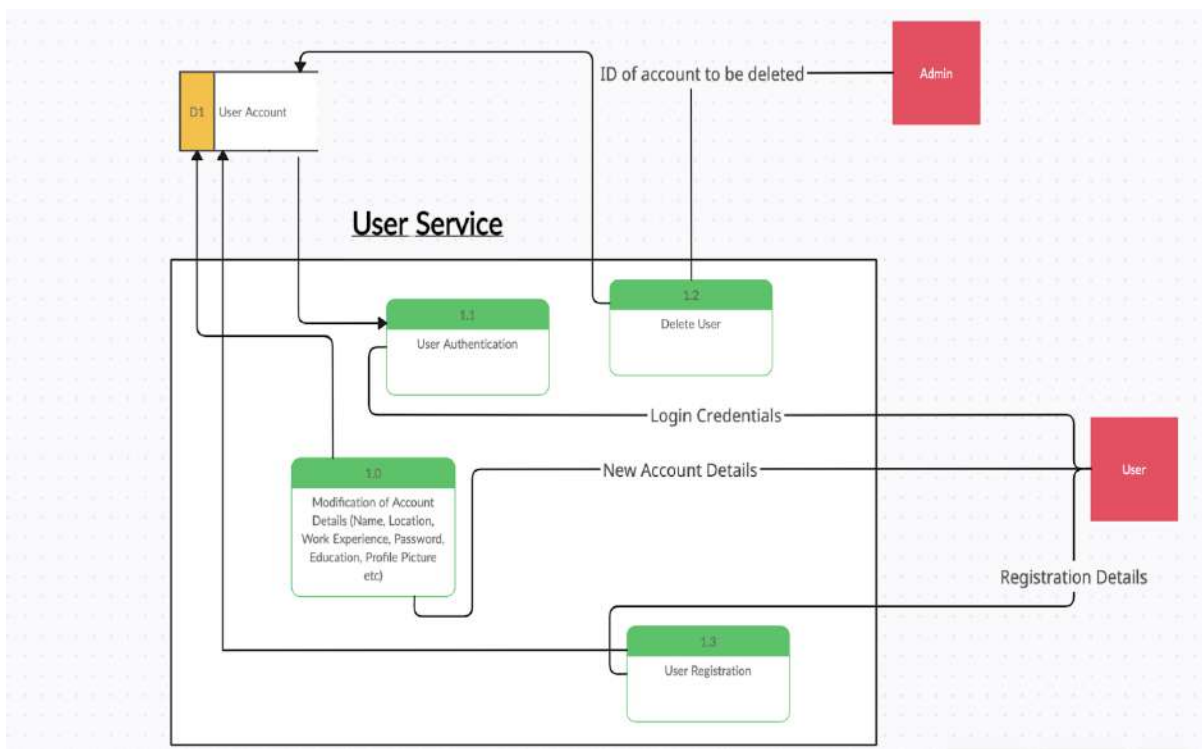 ID of account to be deleted
Admin
D1
User Account
User Service
1.2
Delete User
1.1
User Authentication
Login Credentials
New Account Details
User
1.0
Modification of Account
Details (Name, Location,
Work Experience, Password,
Education, Profile Picture
etc)
Registration Details
1.3
User Registration